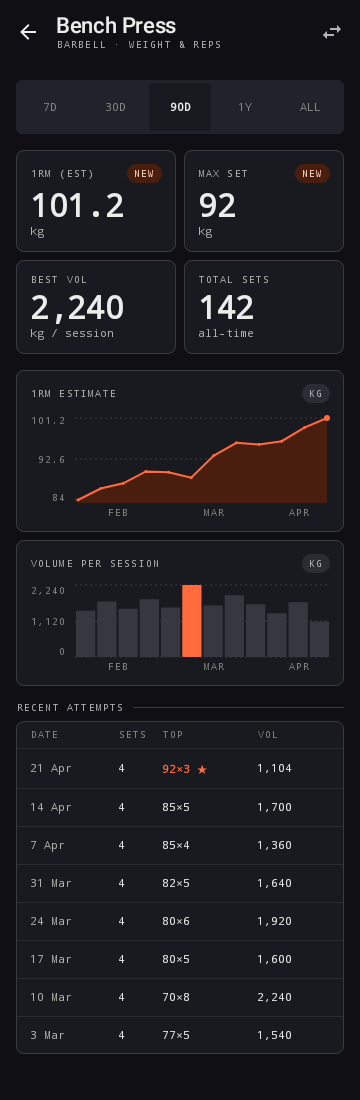 Bench Press
BARBELL · WEIGHT & REPS
7D 30D 90D 1Y ALL
1RM (EST) NEW
101.2
kg
MAX SET NEW
92
kg
BEST VOL
2,240
kg / session
TOTAL SETS
142
all-time
1RM ESTIMATE KG
101.2
92.6
84
FEB MAR APR
VOLUME PER SESSION KG
2,240
1,120
0
FEB MAR APR
RECENT ATTEMPTS
DATE SETS TOP VOL
21 Apr 4 92×3 ★ 1,104
14 Apr 4 85×5 1,700
7 Apr 4 85×4 1,360
31 Mar 4 82×5 1,640
24 Mar 4 80×6 1,920
17 Mar 4 80×5 1,600
10 Mar 4 70×8 2,240
3 Mar 4 77×5 1,540